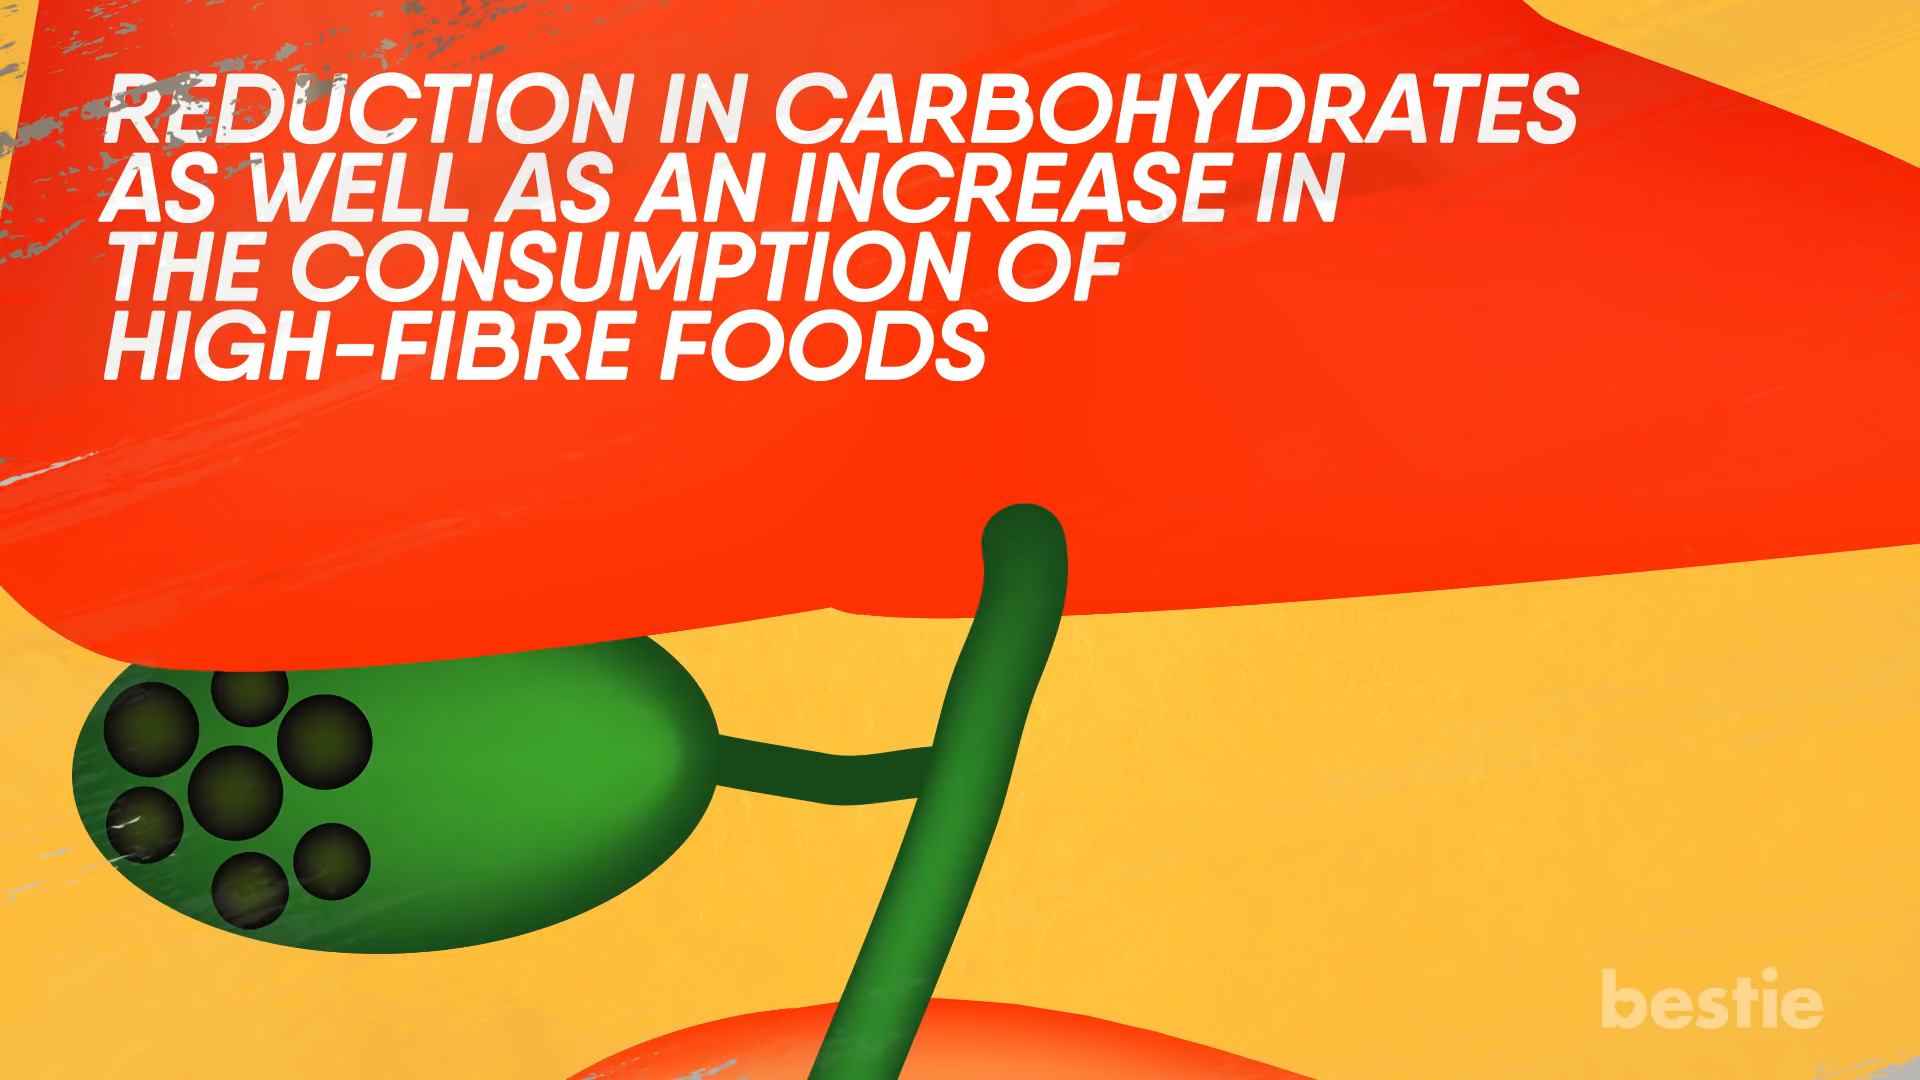 REDUCTION IN CARBOHYDRATES
AS WELL AS AN INCREASE IN
THE CONSUMPTION OF
HIGH-FIBRE FOODS
bestie